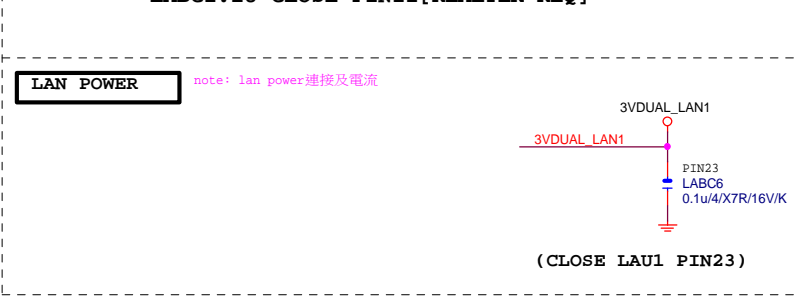 LAN POWER
note: lan power連接及電流
3VDUAL_LAN1
3VDUAL_LAN1
PIN23
LABC6
0.1u/4/X7R/16V/K
(CLOSE LAU1 PIN23)